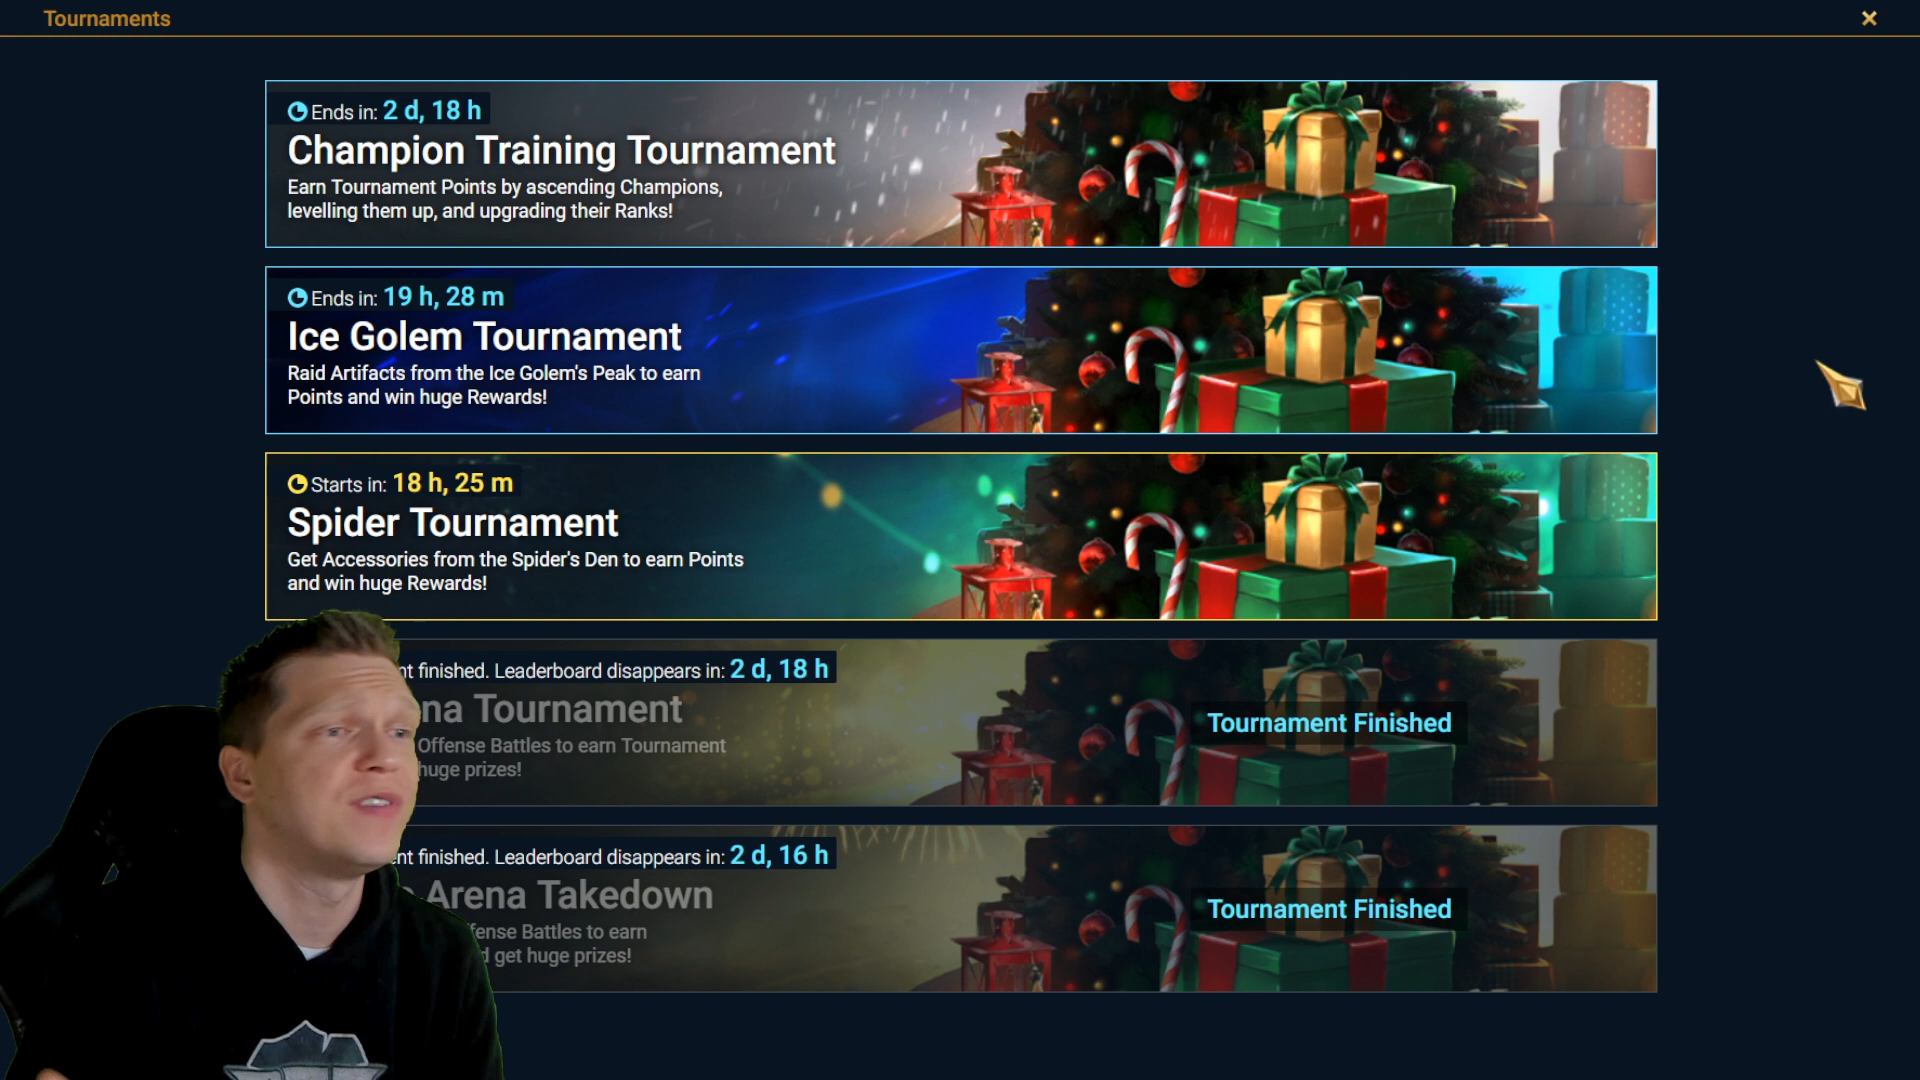 Tournaments
Ends in: 2 d, 18 h
Champion Training Tournament
Earn Tournament Points by ascending Champions,
levelling them up, and upgrading their Ranks!
Ends in: 19 h, 28 m
Ice Golem Tournament
Raid Artifacts from the Ice Golem's Peak to earn
Points and win huge Rewards!
Starts in: 18 h, 25 m
Spider Tournament
Get Accessories from the Spider's Den to earn Points
and win huge Rewards!
finished. Leaderboard disappears in: 2 d, 18 h
Tournament
Offense Battles to earn Tournament
huge prizes!
Tournament Finished
finished. Leaderboard disappears in: 2 d, 16 h
Arena Takedown
Battles to earn
get huge prizes!
Tournament Finished